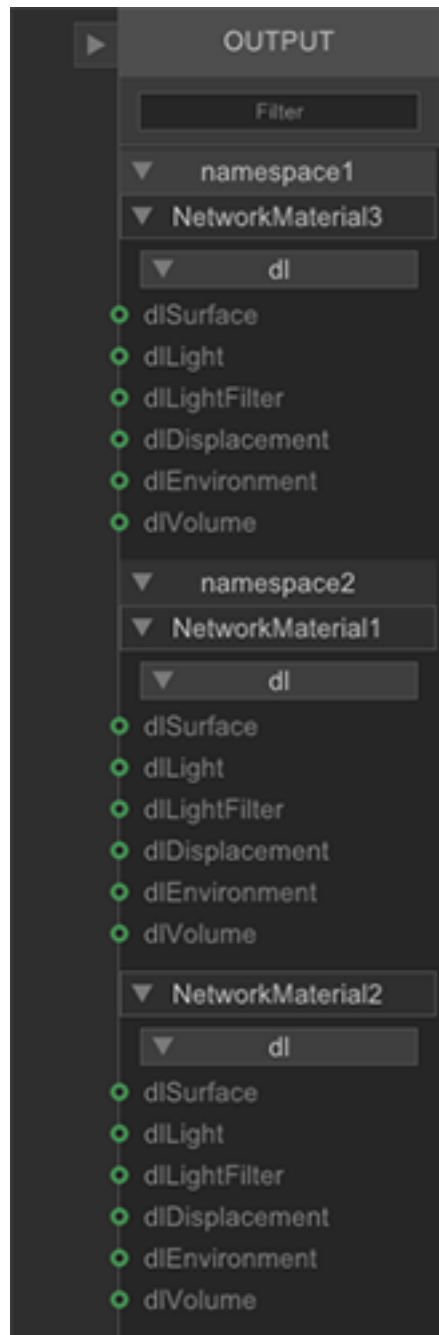 OUTPUT
Filter
namespace1
NetworkMaterial3
dl
dlSurface
dlLight
dlLightFilter
dlDisplacement
dlEnvironment
dlVolume
namespace2
NetworkMaterial1
dl
dlSurface
dlLight
dlLightFilter
dlDisplacement
dlEnvironment
dlVolume
NetworkMaterial2
dl
dlSurface
dlLight
dlLightFilter
dlDisplacement
dlEnvironment
dlVolume